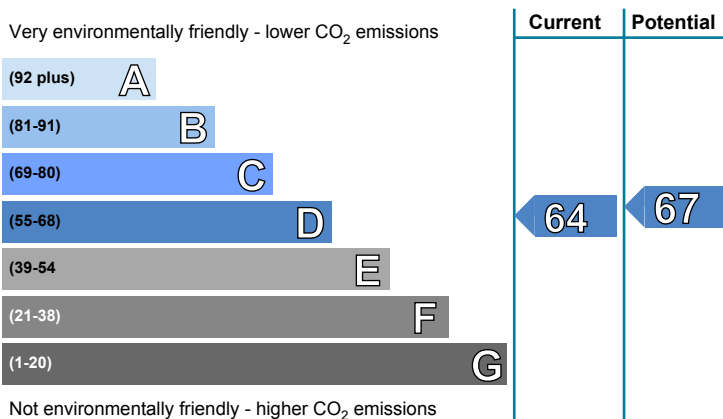 Current Potential
Very environmentally friendly - lower CO2 emissions
(92 plus) A
(81-91) B
(69-80) C
(55-68) D 64 67
(39-54 E
(21-38) F
(1-20) G
Not environmentally friendly - higher CO2 emissions